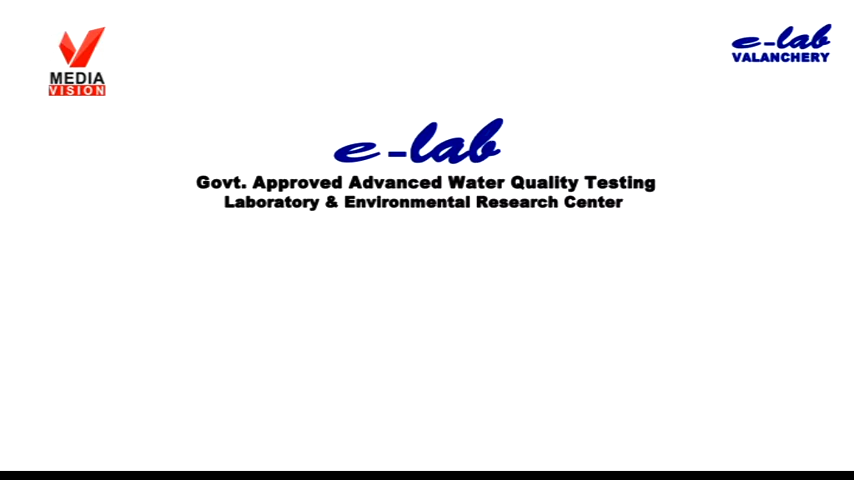 MEDIA
VISION
e-lab
VALANCHERY
e-lab
Govt. Approved Advanced Water Quality Testing
Laboratory & Environmental Research Center